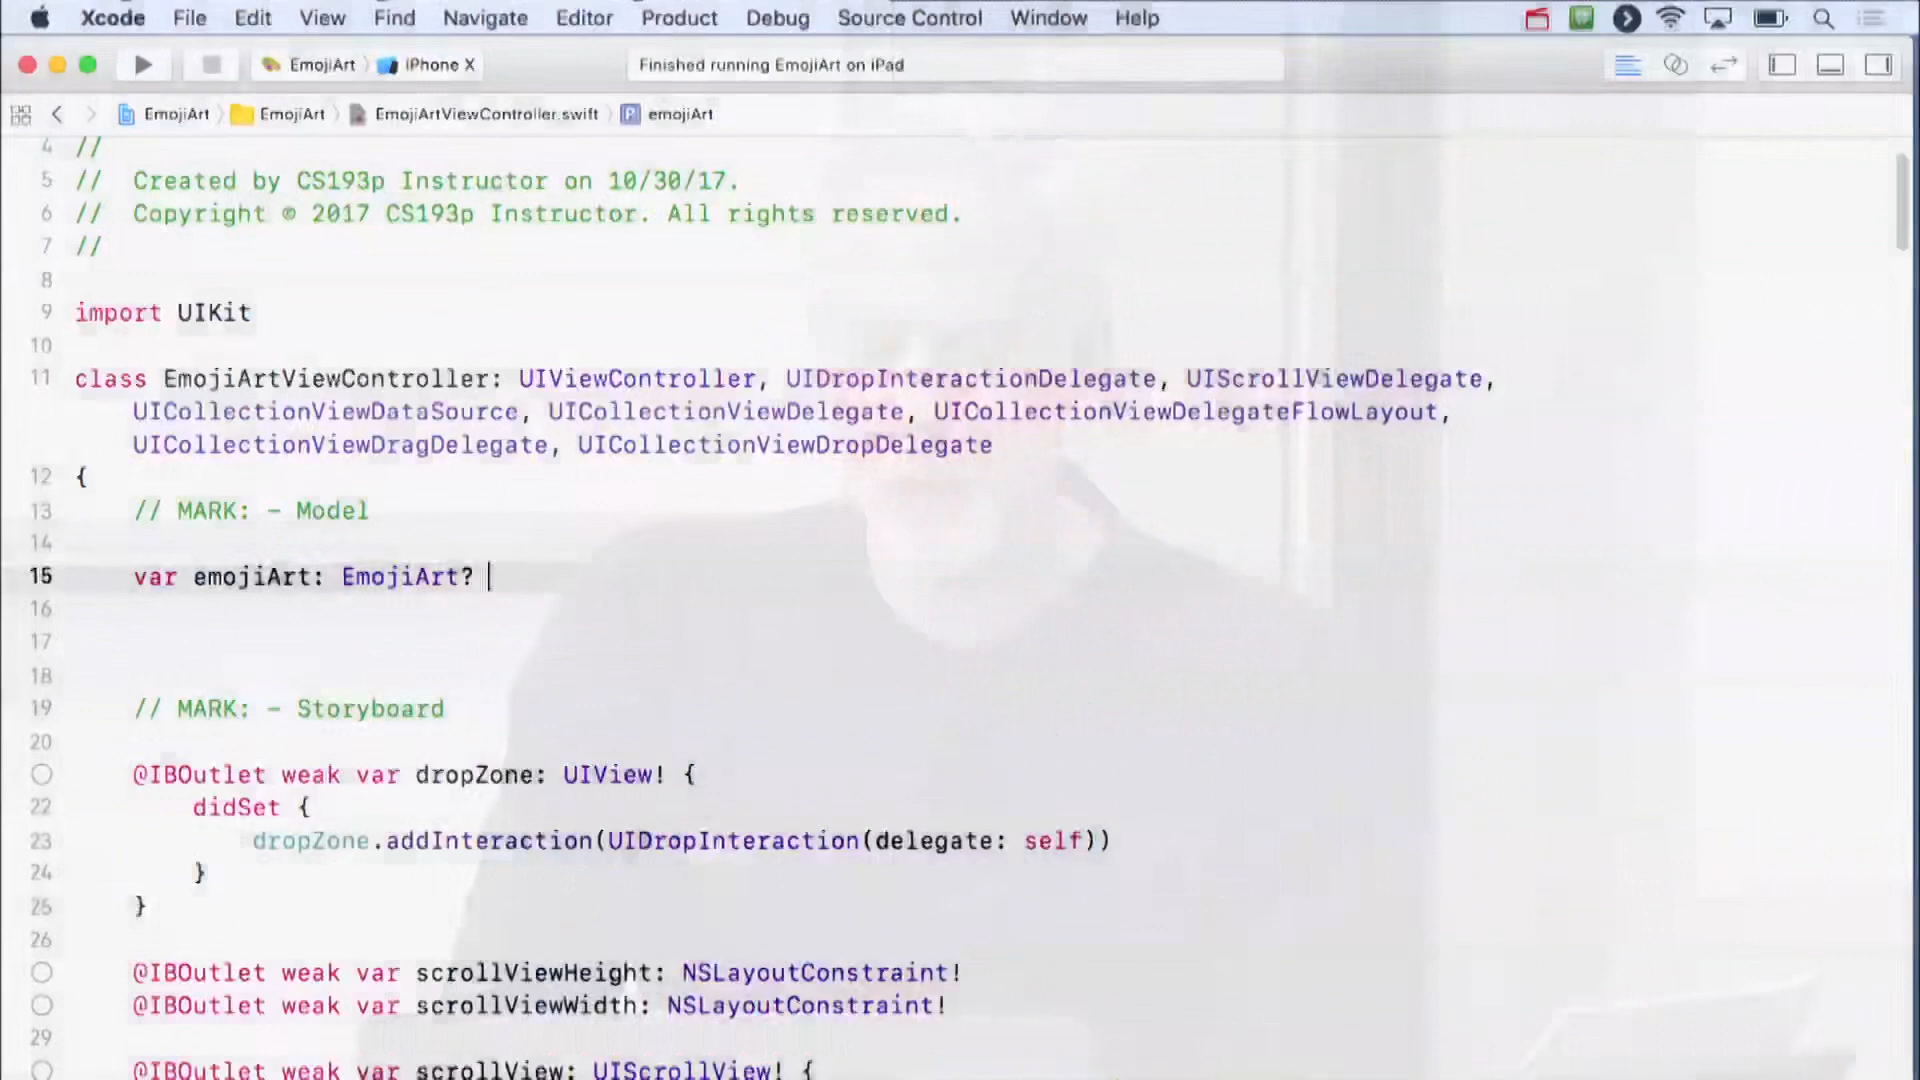 Xcode File Edit View Find Navigate Editor Product Debug Source Control Window Help
EmojiArt iPhone X Finished running EmojiArt on iPad
EmojiArt EmojiArt EmojiArtViewController.swift P emojiArt
4 //
5 // Created by CS193p Instructor on 10/30/17.
6 // Copyright © 2017 CS193p Instructor. All rights reserved.
7 //
8
9 import UIKit
10
11 class EmojiArtViewController: UIViewController, UIDropInteractionDelegate, UIScrollViewDelegate,
UICollectionViewDataSource, UICollectionViewDelegate, UICollectionViewDelegateFlowLayout,
UICollectionViewDragDelegate, UICollectionViewDropDelegate
12 {
13 // MARK: - Model
14
15 var emojiArt: EmojiArt?
16
17
18
19 // MARK: - Storyboard
20
@IBOutlet weak var dropZone: UIView! {
22 didSet {
23 dropZone.addInteraction(UIDropInteraction(delegate: self))
24 }
25 }
26
@IBOutlet weak var scrollViewHeight: NSLayoutConstraint!
@IBOutlet weak var scrollViewWidth: NSLayoutConstraint!
29
@IBOutlet weak var scrollView: UIScrollView! {